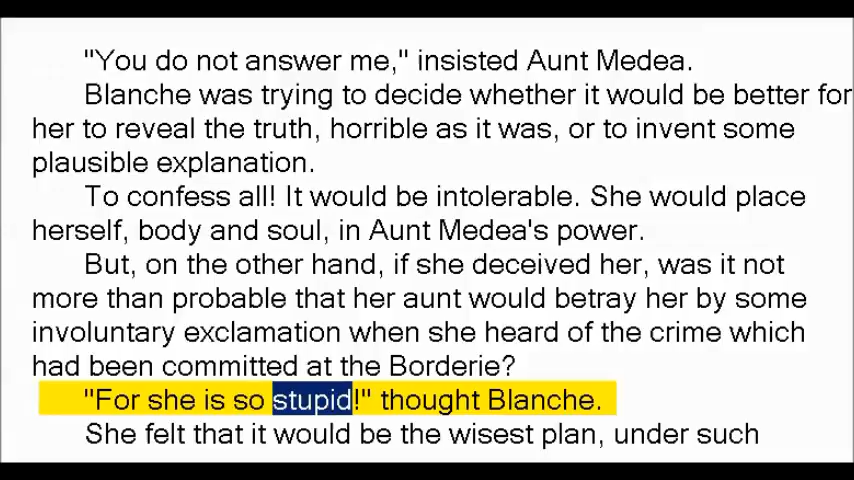 "You do not answer me," insisted Aunt Medea.
Blanche was trying to decide whether it would be better for
her to reveal the truth, horrible as it was, or to invent some
plausible explanation.
To confess all! It would be intolerable. She would place
herself, body and soul, in Aunt Medea's power.
But, on the other hand, if she deceived her, was it not
more than probable that her aunt would betray her by some
involuntary exclamation when she heard of the crime which
had been committed at the Borderie?
"For she is so stupid!" thought Blanche.
She felt that it would be the wisest plan, under such